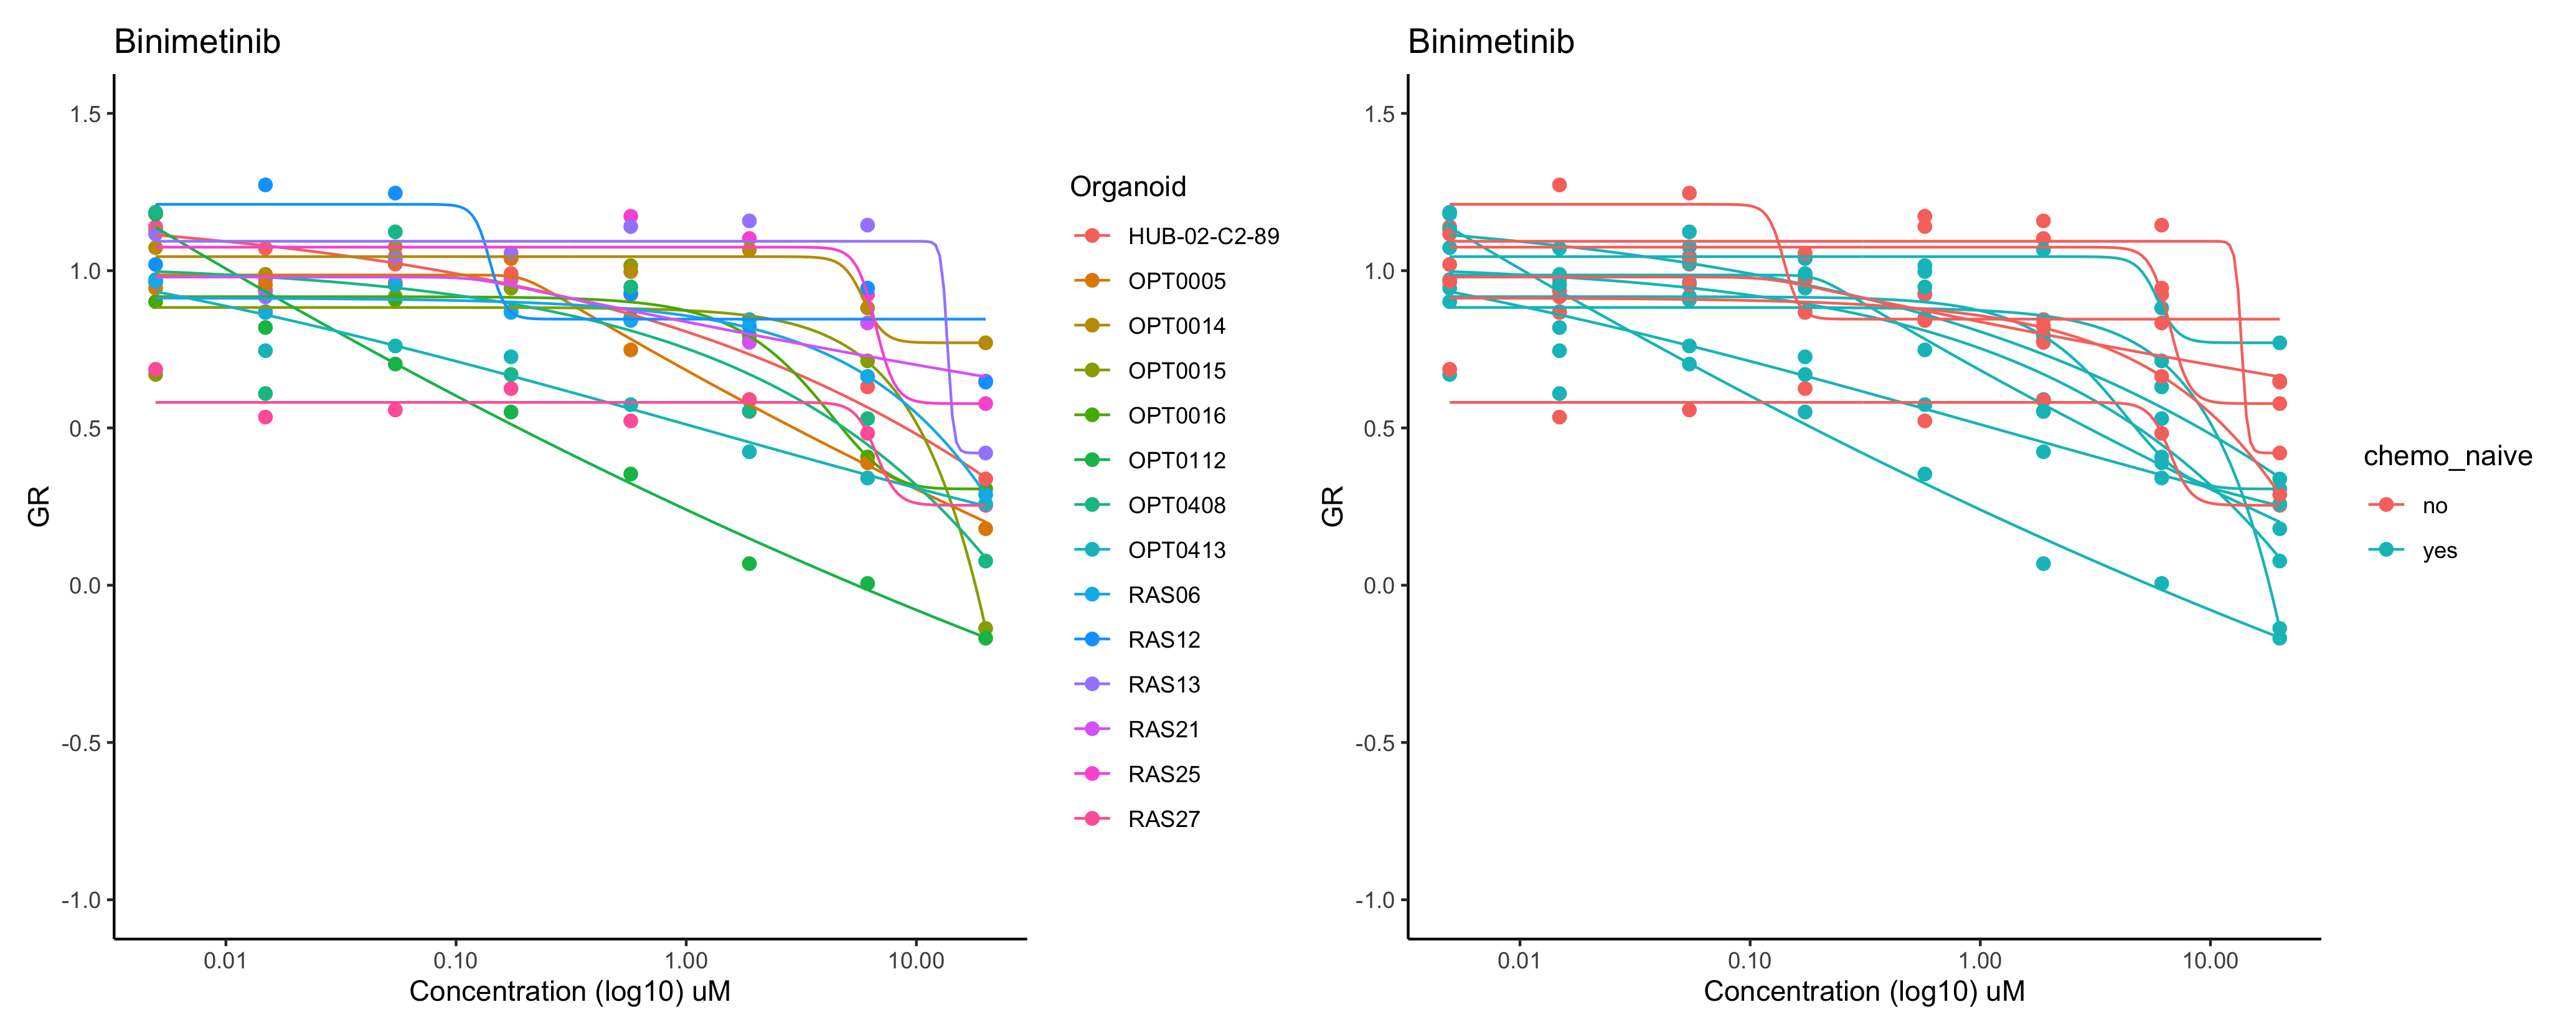 Binimetinib
1.5
1.0
0.5
0.0
-0.5
-1.0
GR
0.01
0.10
1.00
10.00
Concentration (log10) uM
Organoid
HUB-02-C2-89
OPT0005
OPT0014
OPT0015
OPT0016
OPT0112
OPT0408
OPT0413
RAS06
RAS12
RAS13
RAS21
RAS25
RAS27
Binimetinib
1.5
1.0
0.5
0.0
-0.5
-1.0
GR
0.01
0.10
1.00
10.00
Concentration (log10) uM
chemo_naive
no
yes